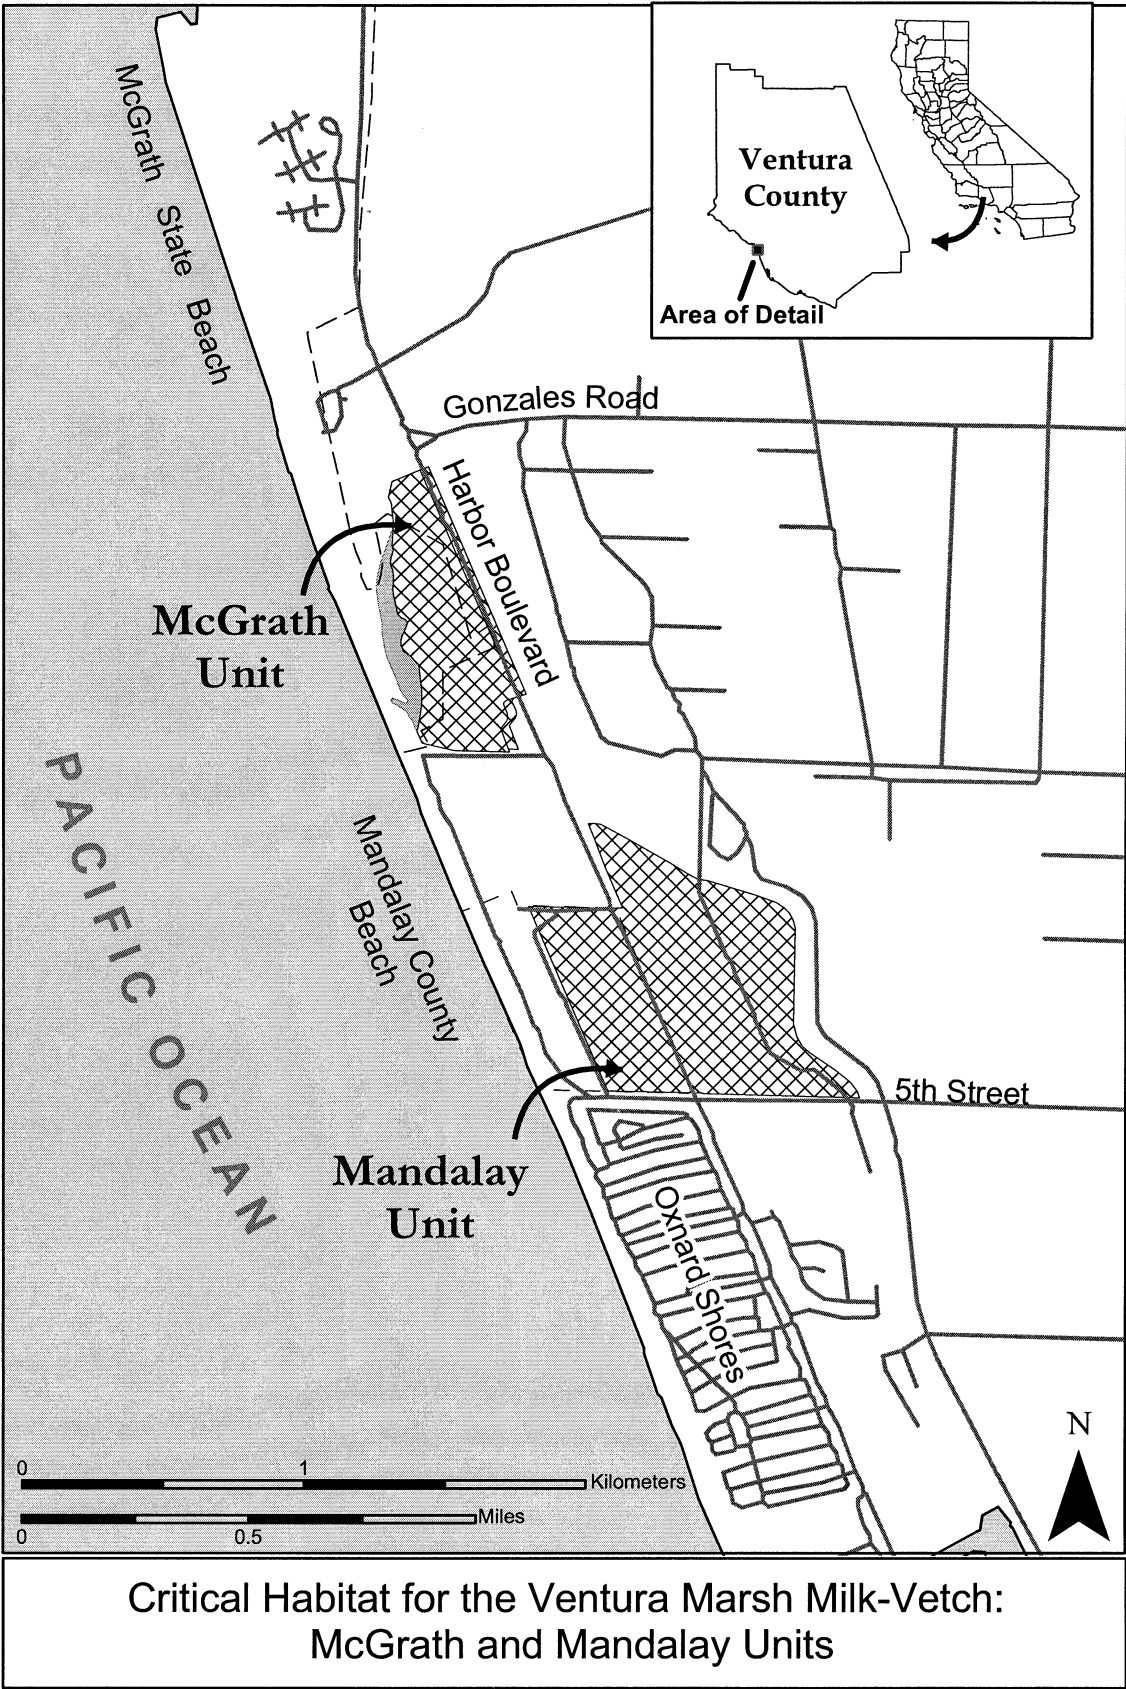 McGrath State Beach
Ventura
County
Area of Detail
Gonzales Road
Harbor Boulevard
McGrath
Unit
PACIFIC OCEAN
Mandalay County
Beach
5th Street
Mandalay
Unit
Oxnard Shores
N
0 1
Kilometers
Miles
0 0.5
Critical Habitat for the Ventura Marsh Milk-Vetch:
McGrath and Mandalay Units